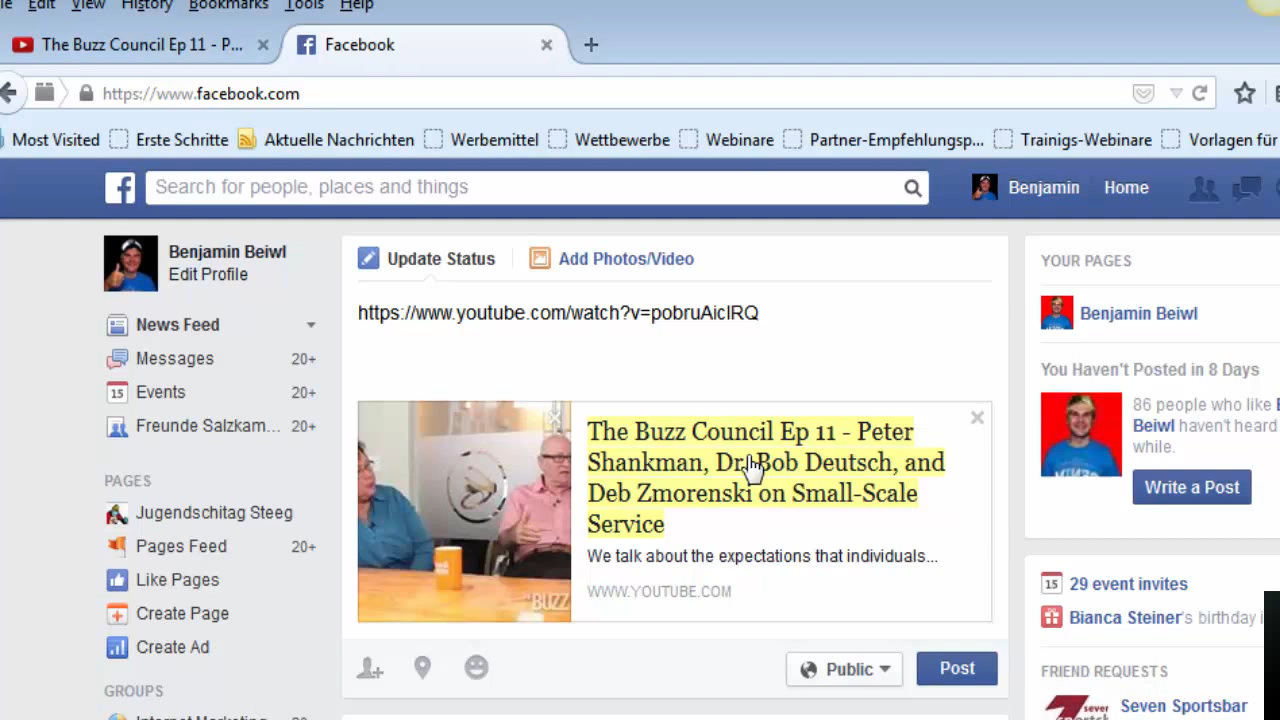 Edit View History Bookmarks Tools Help
The Buzz Council Ep 11 - P...
Facebook
https://www.facebook.com
Most Visited
Erste Schritte
Aktuelle Nachrichten
Werbemittel
Wettbewerbe
Webinare
Partner-Empfehlungsp...
Trainigs-Webinare
Vorlagen für
Search for people, places and things
Benjamin
Home
Benjamin Beiwl
Edit Profile
News Feed
Messages 20+
15 Events 20+
Freunde Salzkam... 20+
PAGES
Jugendschitag Steeg
Pages Feed 20+
Like Pages
Create Page
Create Ad
GROUPS
Update Status
Add Photos/Video
https://www.youtube.com/watch?v=pobruAicIRQ
The Buzz Council Ep 11 - Peter
Shankman, Dr. Bob Deutsch, and
Deb Zmorenski on Small-Scale
Service
We talk about the expectations that individuals...
WWW.YOUTUBE.COM
BUZZ
Public
Post
YOUR PAGES
Benjamin Beiwl
You Haven't Posted in 8 Days
86 people who like
Beiwl haven't heard
while.
Write a Post
15 29 event invites
Bianca Steiner's birthday
FRIEND REQUESTS
Seven Sportsbar